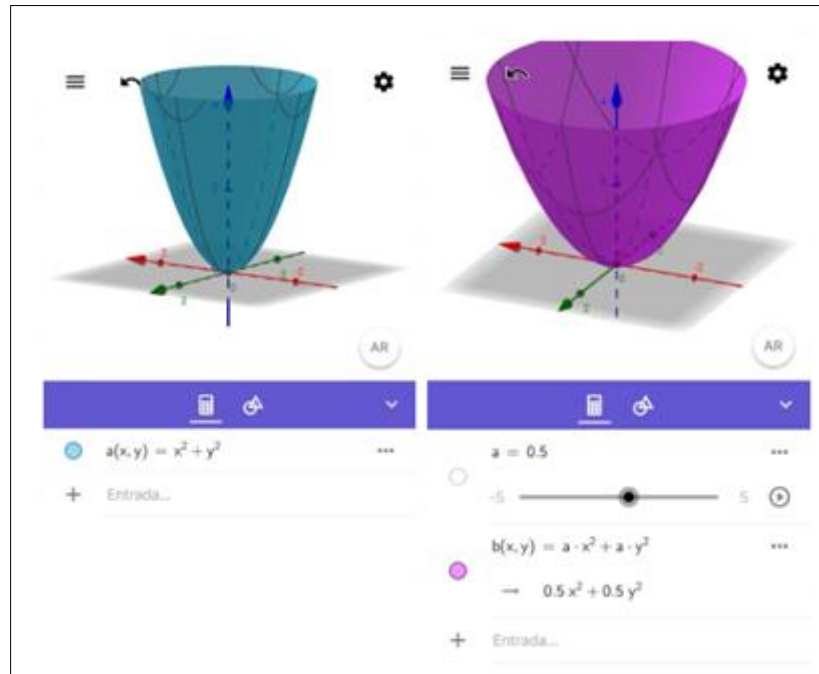 AR
a(x, y) = x² + y²
+ Entrada...
AR
a = 0.5
-5 5
b(x, y) = a · x² + a · y²
→ 0.5 x² + 0.5 y²
+ Entrada...